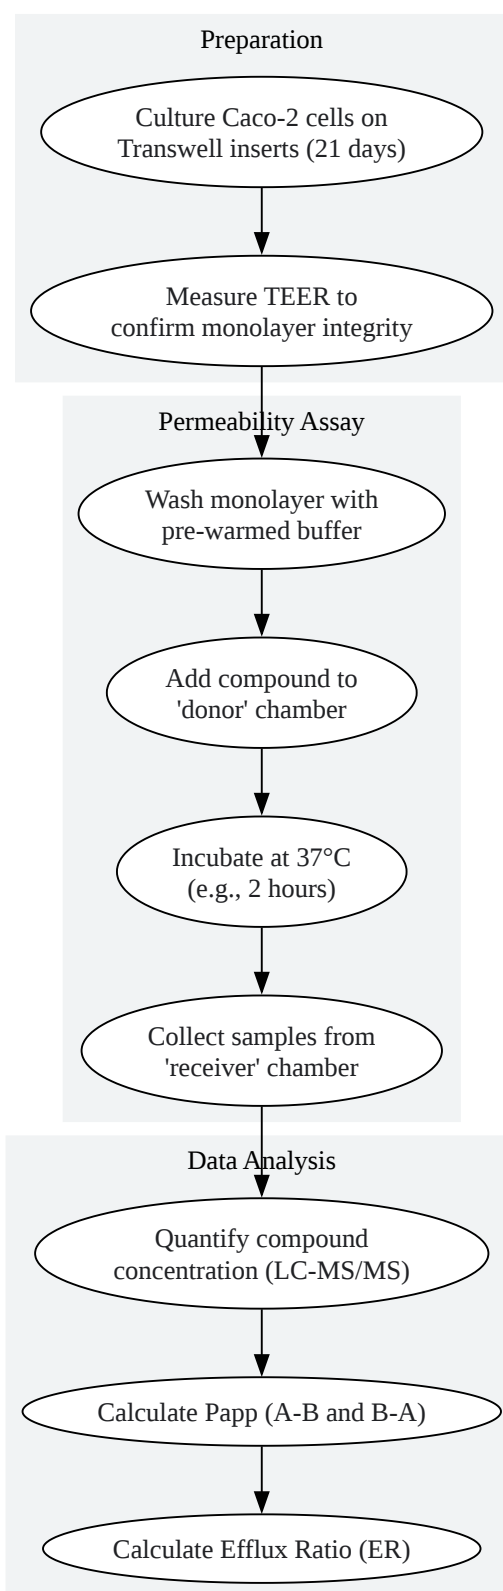 Preparation
Culture Caco-2 cells on
Transwell inserts (21 days)
Measure TEER to
confirm monolayer integrity
Permeability Assay
Wash monolayer with
pre-warmed buffer
Add compound to
'donor' chamber
Incubate at 37°C
(e.g., 2 hours)
Collect samples from
'receiver' chamber
Data Analysis
Quantify compound
concentration (LC-MS/MS)
Calculate Papp (A-B and B-A)
Calculate Efflux Ratio (ER)